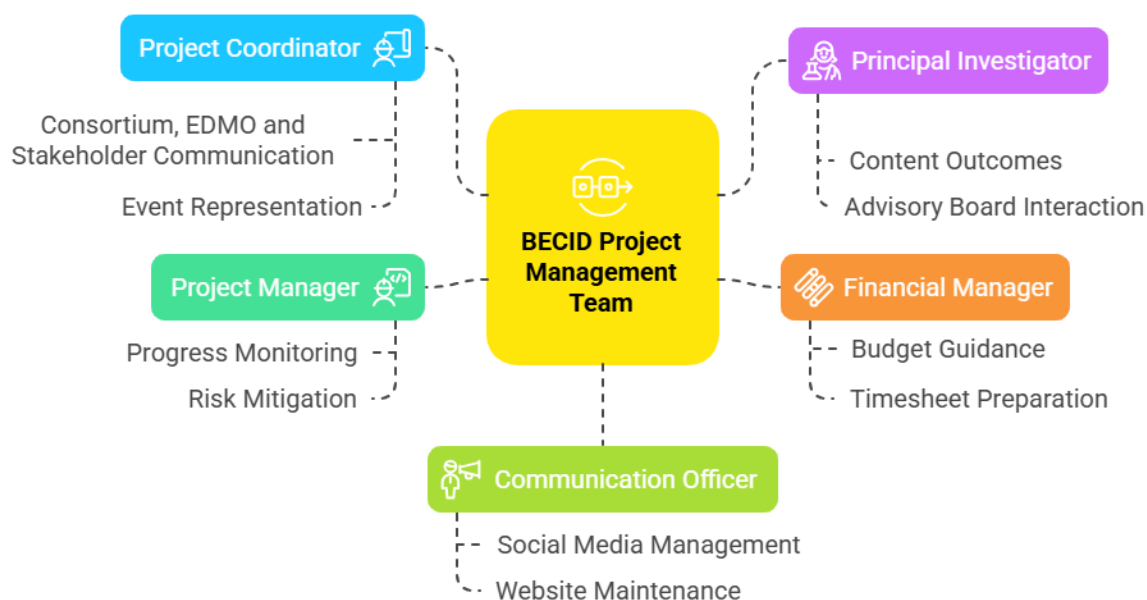 Project Coordinator
Consortium, EDMO and
Stakeholder Communication
Event Representation
Principal Investigator
Content Outcomes
Advisory Board Interaction
BECID Project
Management
Team
Project Manager
Progress Monitoring
Risk Mitigation
Financial Manager
Budget Guidance
Timesheet Preparation
Communication Officer
Social Media Management
Website Maintenance